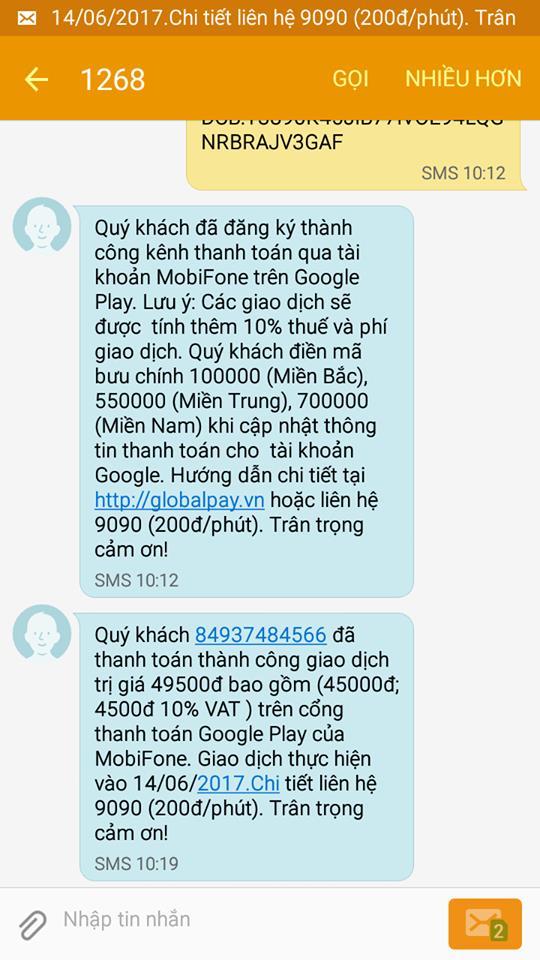 14/06/2017.Chi tiết liên hệ 9090 (200đ/phút). Trân
1268
GỌI
NHIỀU HƠN
NRBRAJV3GAF
SMS 10:12
Quý khách đã đăng ký thành
công kênh thanh toán qua tài
khoản MobiFone trên Google
Play. Lưu ý: Các giao dịch sẽ
được  tính thêm 10% thuế và phí
giao dịch. Quý khách điền mã
bưu chính 100000 (Miền Bắc),
550000 (Miền Trung), 700000
(Miền Nam) khi cập nhật thông
tin thanh toán cho  tài khoản
Google. Hướng dẫn chi tiết tại
http://globalpay.vn hoặc liên hệ
9090 (200đ/phút). Trân trọng
cảm ơn!
SMS 10:12
Quý khách 84937484566 đã
thanh toán thành công giao dịch
trị giá 49500đ bao gồm (45000đ;
4500đ 10% VAT ) trên cổng
thanh toán Google Play của
MobiFone. Giao dịch thực hiện
vào 14/06/2017.Chi tiết liên hệ
9090 (200đ/phút). Trân trọng
cảm ơn!
SMS 10:19
Nhập tin nhắn
2